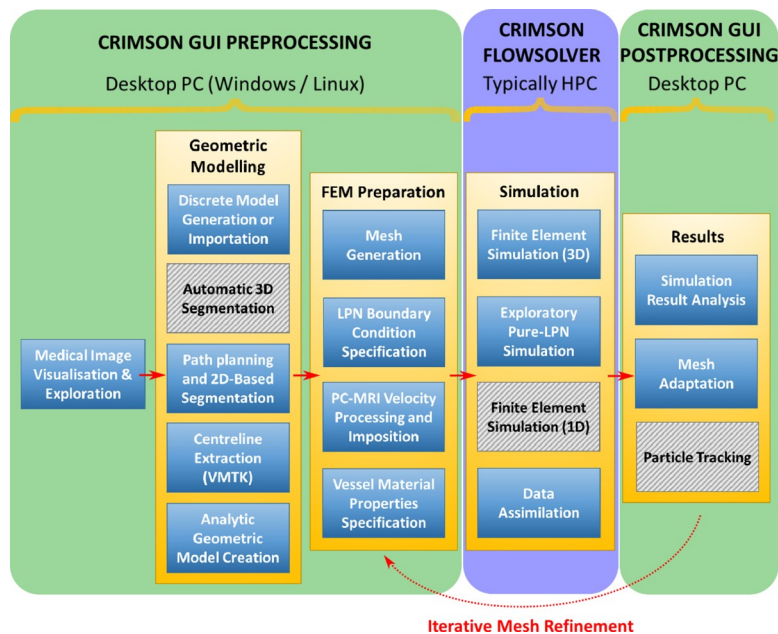 CRIMSON GUI PREPROCESSING
Desktop PC (Windows / Linux)
CRIMSON
FLOWSOLVER
Typically HPC
CRIMSON GUI
POSTPROCESSING
Desktop PC
Medical Image
Visualisation &
Exploration
Geometric
Modelling
Discrete Model
Generation or
Importation
Automatic 3D
Segmentation
Path planning
and 2D-Based
Segmentation
Centreline
Extraction
(VMTK)
Analytic
Geometric
Model Creation
FEM Preparation
Mesh
Generation
LPN Boundary
Condition
Specification
PC-MRI Velocity
Processing and
Imposition
Vessel Material
Properties
Specification
Simulation
Finite Element
Simulation (3D)
Exploratory
Pure-LPN
Simulation
Finite Element
Simulation (1D)
Data
Assimilation
Results
Simulation
Result Analysis
Mesh
Adaptation
Particle Tracking
Iterative Mesh Refinement